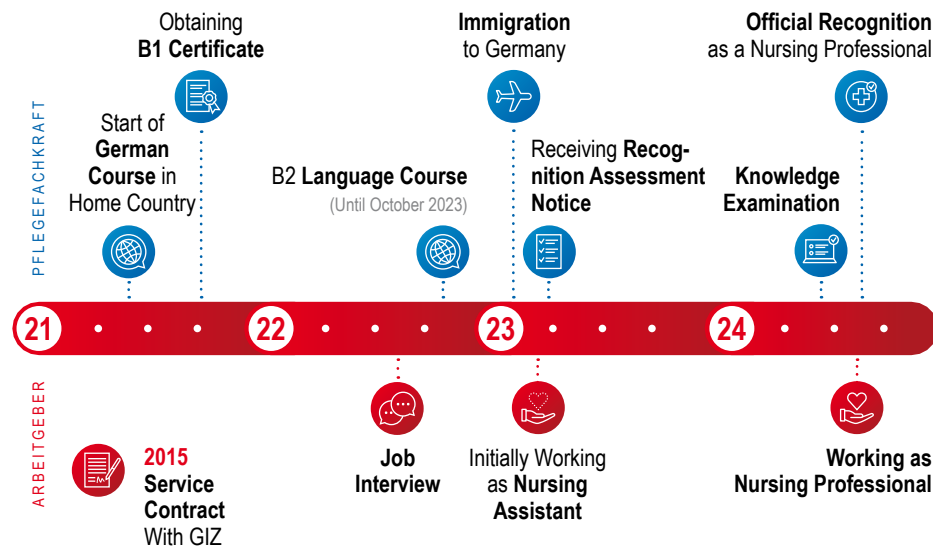 Obtaining
B1 Certificate
Immigration
to Germany
Official Recognition
as a Nursing Professional
PFLEGEFACHKRAFT
Start of
German
Course in
Home Country
B2 Language Course
(Until October 2023)
Receiving Recog-
nition Assessment
Notice
Knowledge
Examination
21
22
23
24
ARBEITGEBER
2015
Service
Contract
With GIZ
Job
Interview
Initially Working
as Nursing
Assistant
Working as
Nursing Professional